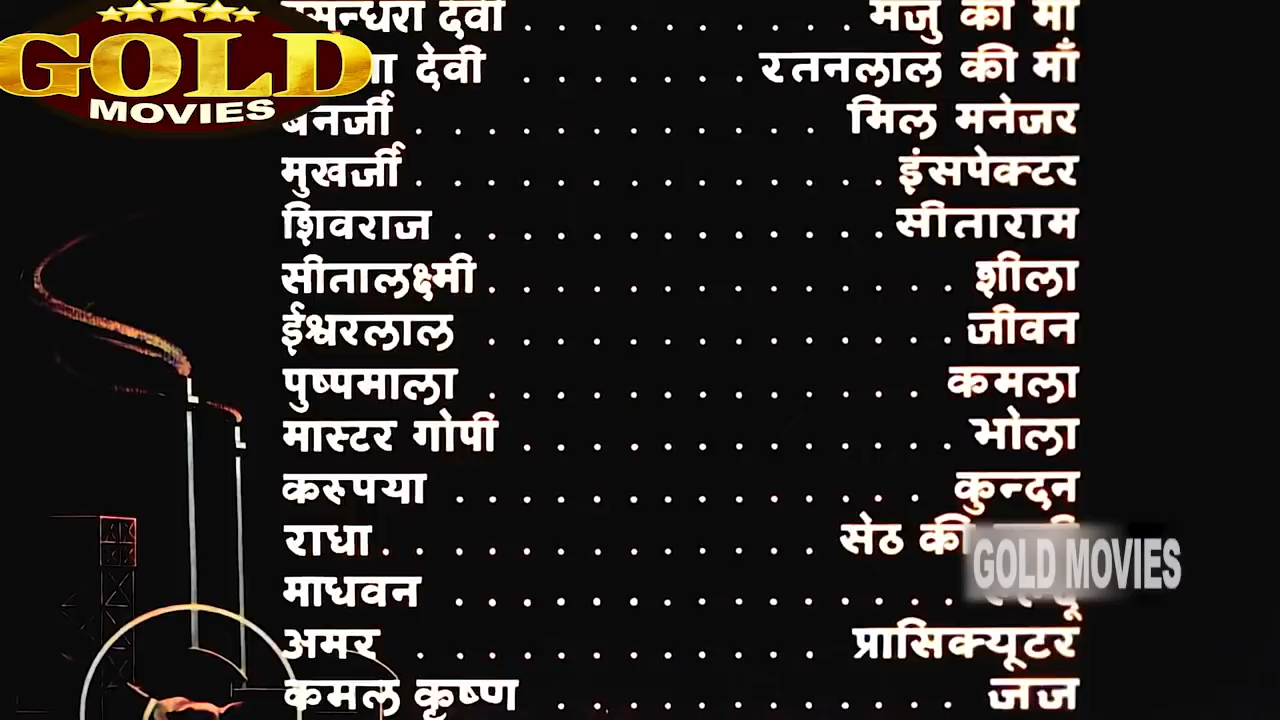 GOLD
MOVIES
देवी . . . . . . . . . मंजु की माँ
देवी . . . . . . . रतनलाल की माँ
बनर्जी . . . . . . . . . . . . मिल मनेजर
मुखर्जी . . . . . . . . . . . . . . इंसपेक्टर
शिवराज . . . . . . . . . . . . . सीताराम
सीतालक्ष्मी . . . . . . . . . . . . . . शीला
ईश्वरलाल . . . . . . . . . . . . . . जीवन
पुष्पमाला . . . . . . . . . . . . . कमला
मास्टर गोपी . . . . . . . . . . . . . भोला
करुपया . . . . . . . . . . . . . . कुन्दन
राधा . . . . . . . . . . . . . . सेठ की
GOLD MOVIES
माधवन . . . . . . . . . . . . . . .
अमर . . . . . . . . . . . . प्रासिक्यूटर
कमल कृष्ण . . . . . . . . . . . . जज